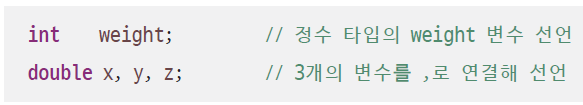 int weight; // 정수 타입의 weight 변수 선언
double x, y, z; // 3개의 변수를 ,로 연결해 선언